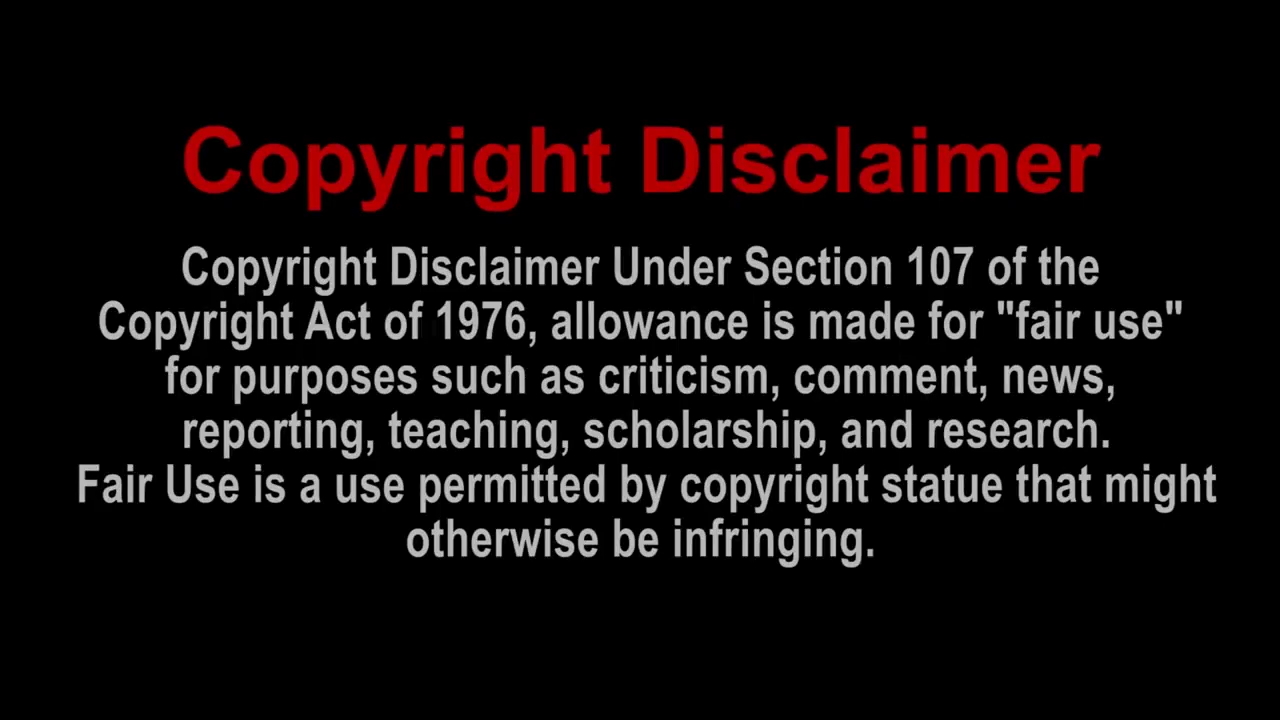 Copyright Disclaimer
Copyright Disclaimer Under Section 107 of the
Copyright Act of 1976, allowance is made for "fair use"
for purposes such as criticism, comment, news,
reporting, teaching, scholarship, and research.
Fair Use is a use permitted by copyright statue that might
otherwise be infringing.